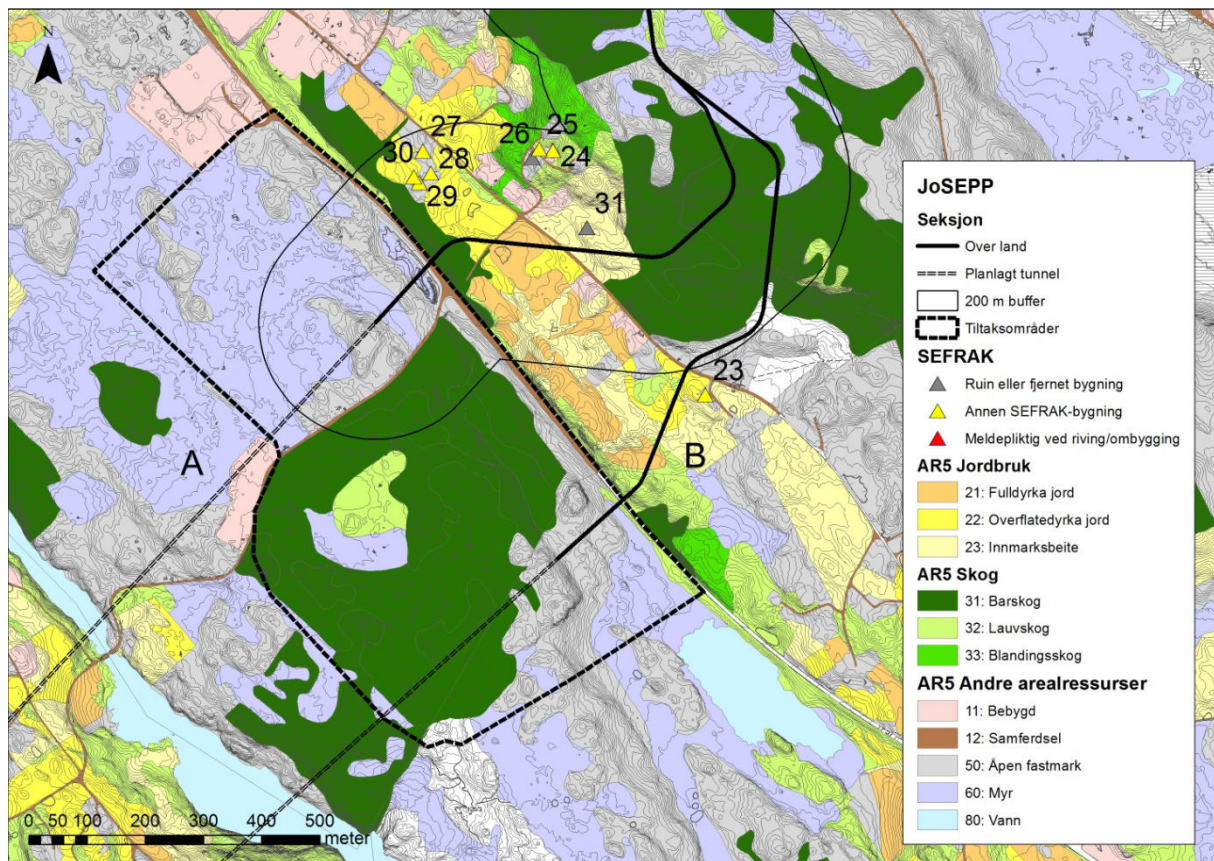 N
27
25
26
30
28
24
29
31
23
A
B
0 50 100 200 300 400 500
meter
JoSEPP
Seksjon
Over land
Planlagt tunnel
200 m buffer
Tiltaksområder
SEFRAK
Ruin eller fjernet bygning
Annen SEFRAK-bygning
Meldepliktig ved riving/ombygging
AR5 Jordbruk
21: Fulldyrka jord
22: Overflatedyrka jord
23: Innmarksbeite
AR5 Skog
31: Barskog
32: Lauvskog
33: Blandingsskog
AR5 Andre arealressurser
11: Bebygd
12: Samferdsel
50: Åpen fastmark
60: Myr
80: Vann